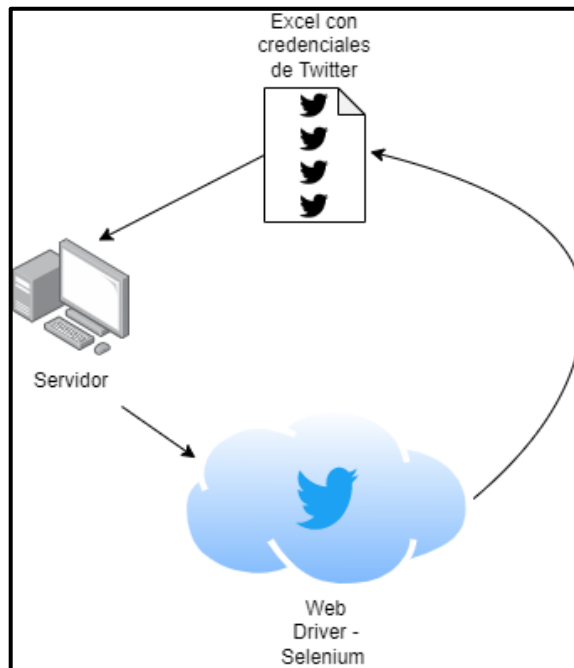 Excel con
credenciales
de Twitter
Servidor
Web
Driver -
Selenium